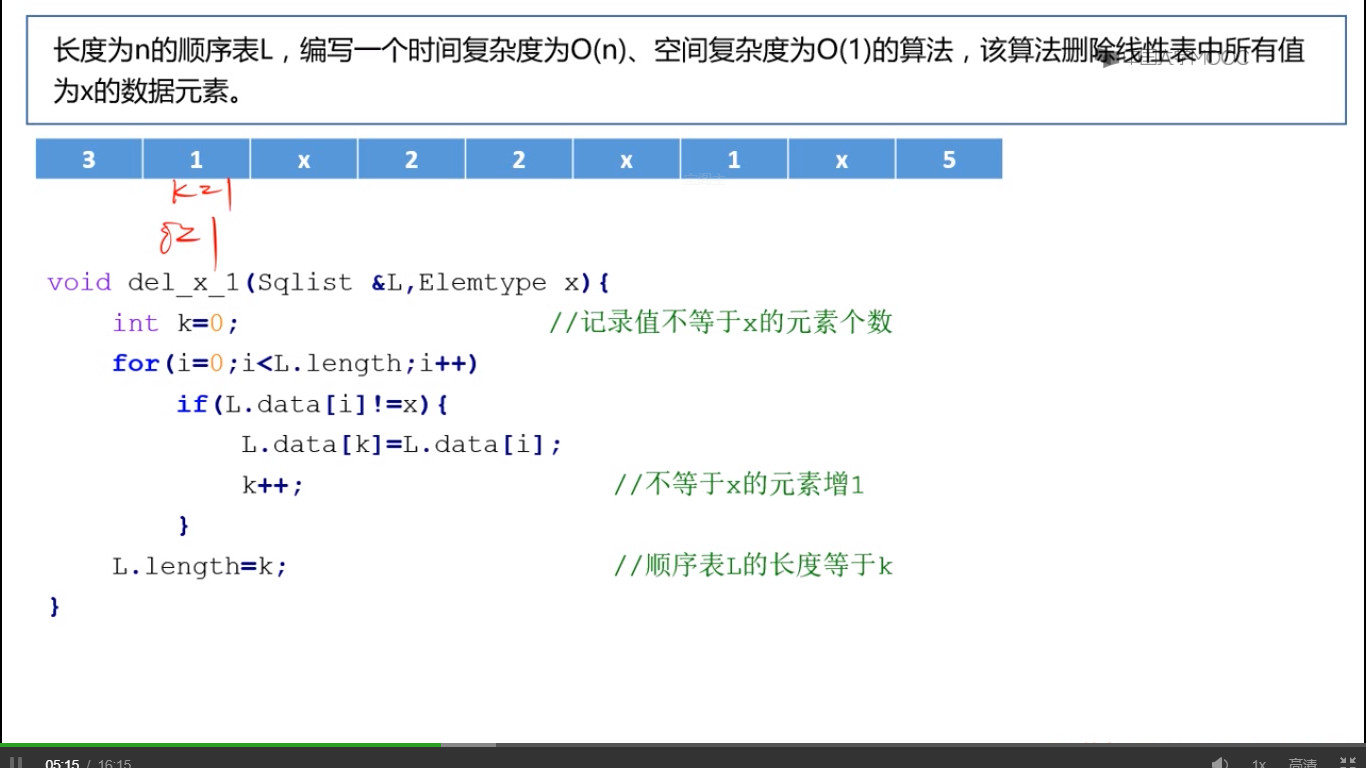 长度为n的顺序表L，编写一个时间复杂度为O(n)、空间复杂度为O(1)的算法，该算法删除线性表中所有值
为x的数据元素。
3 1 x 2 2 x 1 x 5
k=1
void del_x_1(Sqlist &L,Elemtype x){
int k=0; //记录值不等于x的元素个数
for(i=0;i<L.length;i++)
if(L.data[i]!=x){
L.data[k]=L.data[i];
k++; //不等于x的元素增1
}
L.length=k; //顺序表L的长度等于k
}
05:15 / 16:15 1x 高清